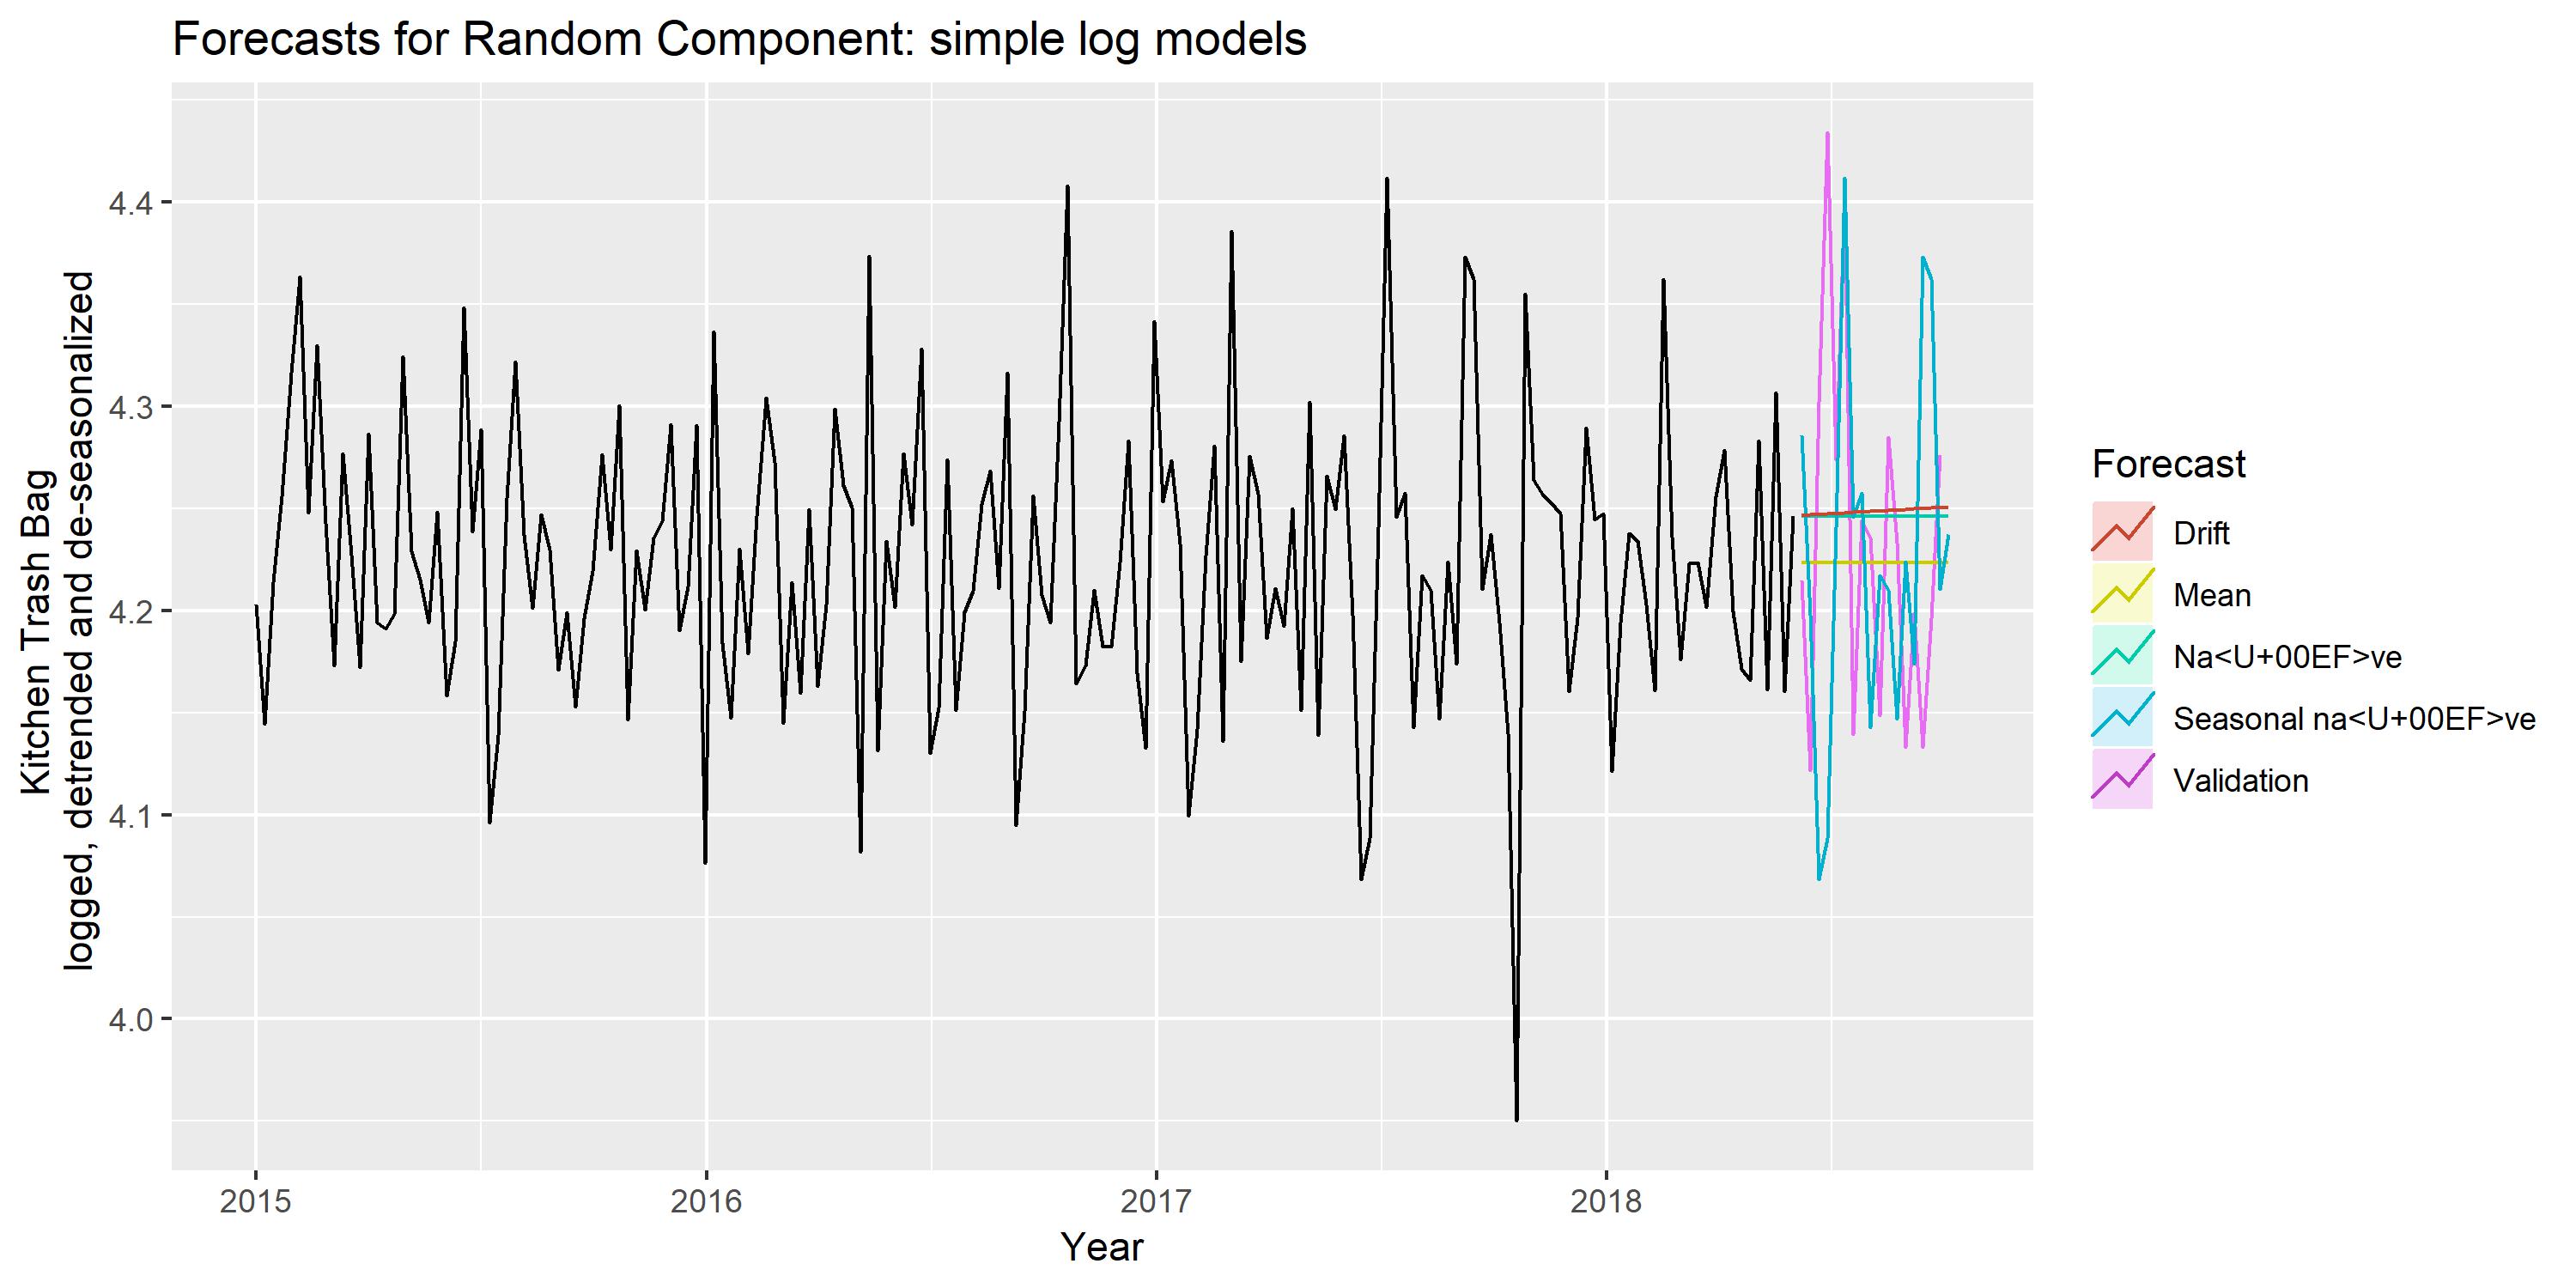 Forecasts for Random Component: simple log models
Kitchen Trash Bag
logged, detrended and de-seasonalized
4.4
4.3
4.2
4.1
4.0
2015
2016
2017
2018
Year
Forecast
Drift
Mean
Na<U+00EF>ve
Seasonal na<U+00EF>ve
Validation